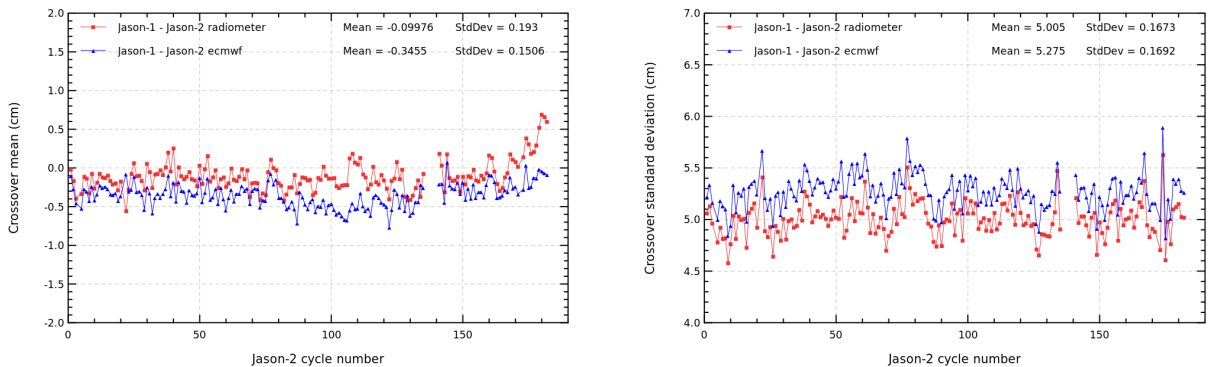 2.0
1.5
1.0
0.5
0.0
-0.5
-1.0
-1.5
-2.0
Crossover mean (cm)
Jason-1 - Jason-2 radiometer Mean = -0.09976 StdDev = 0.193
Jason-1 - Jason-2 ecmwf Mean = -0.3455 StdDev = 0.1506
0 50 100 150
Jason-2 cycle number
7.0
6.5
6.0
5.5
5.0
4.5
4.0
Crossover standard deviation (cm)
Jason-1 - Jason-2 radiometer Mean = 5.005 StdDev = 0.1673
Jason-1 - Jason-2 ecmwf Mean = 5.275 StdDev = 0.1692
0 50 100 150
Jason-2 cycle number